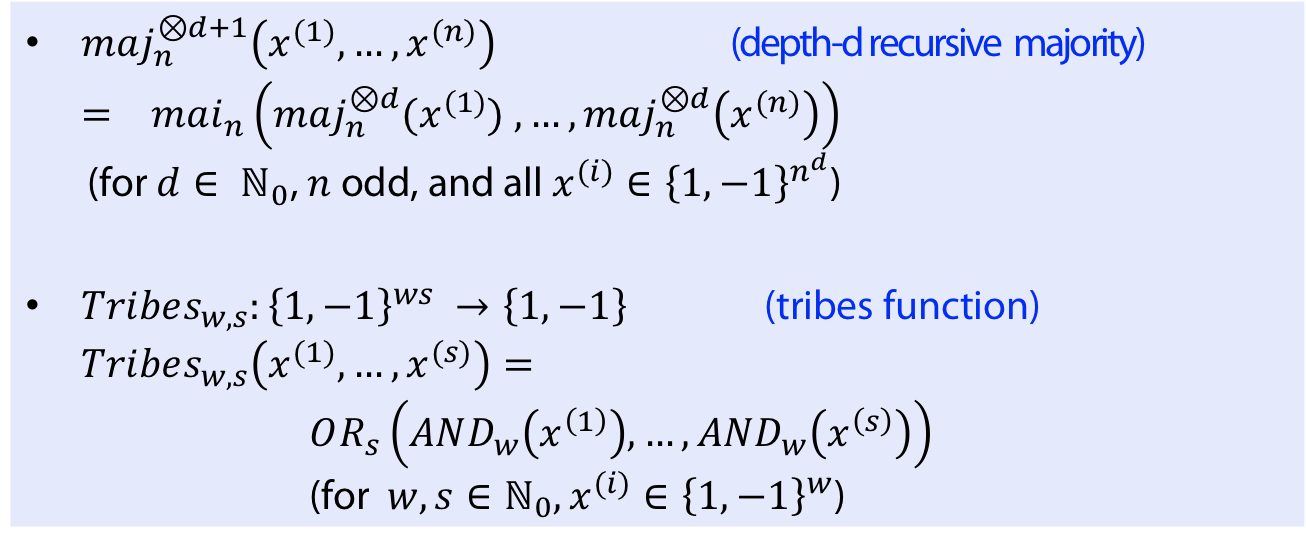 • maj_n^{⊗d+1}(x^{(1)}, … , x^{(n)}) (depth-d recursive majority)
= mai_n (maj_n^{⊗d}(x^{(1)}) , … , maj_n^{⊗d}(x^{(n)}))
(for d ∈ ℕ_0, n odd, and all x^{(i)} ∈ {1, −1}^{n^d})
• Tribes_{w,s}: {1, −1}^{ws} → {1, −1} (tribes function)
Tribes_{w,s}(x^{(1)}, … , x^{(s)}) =
OR_s (AND_w(x^{(1)}), … , AND_w(x^{(s)}))
(for w, s ∈ ℕ_0, x^{(i)} ∈ {1, −1}^w)